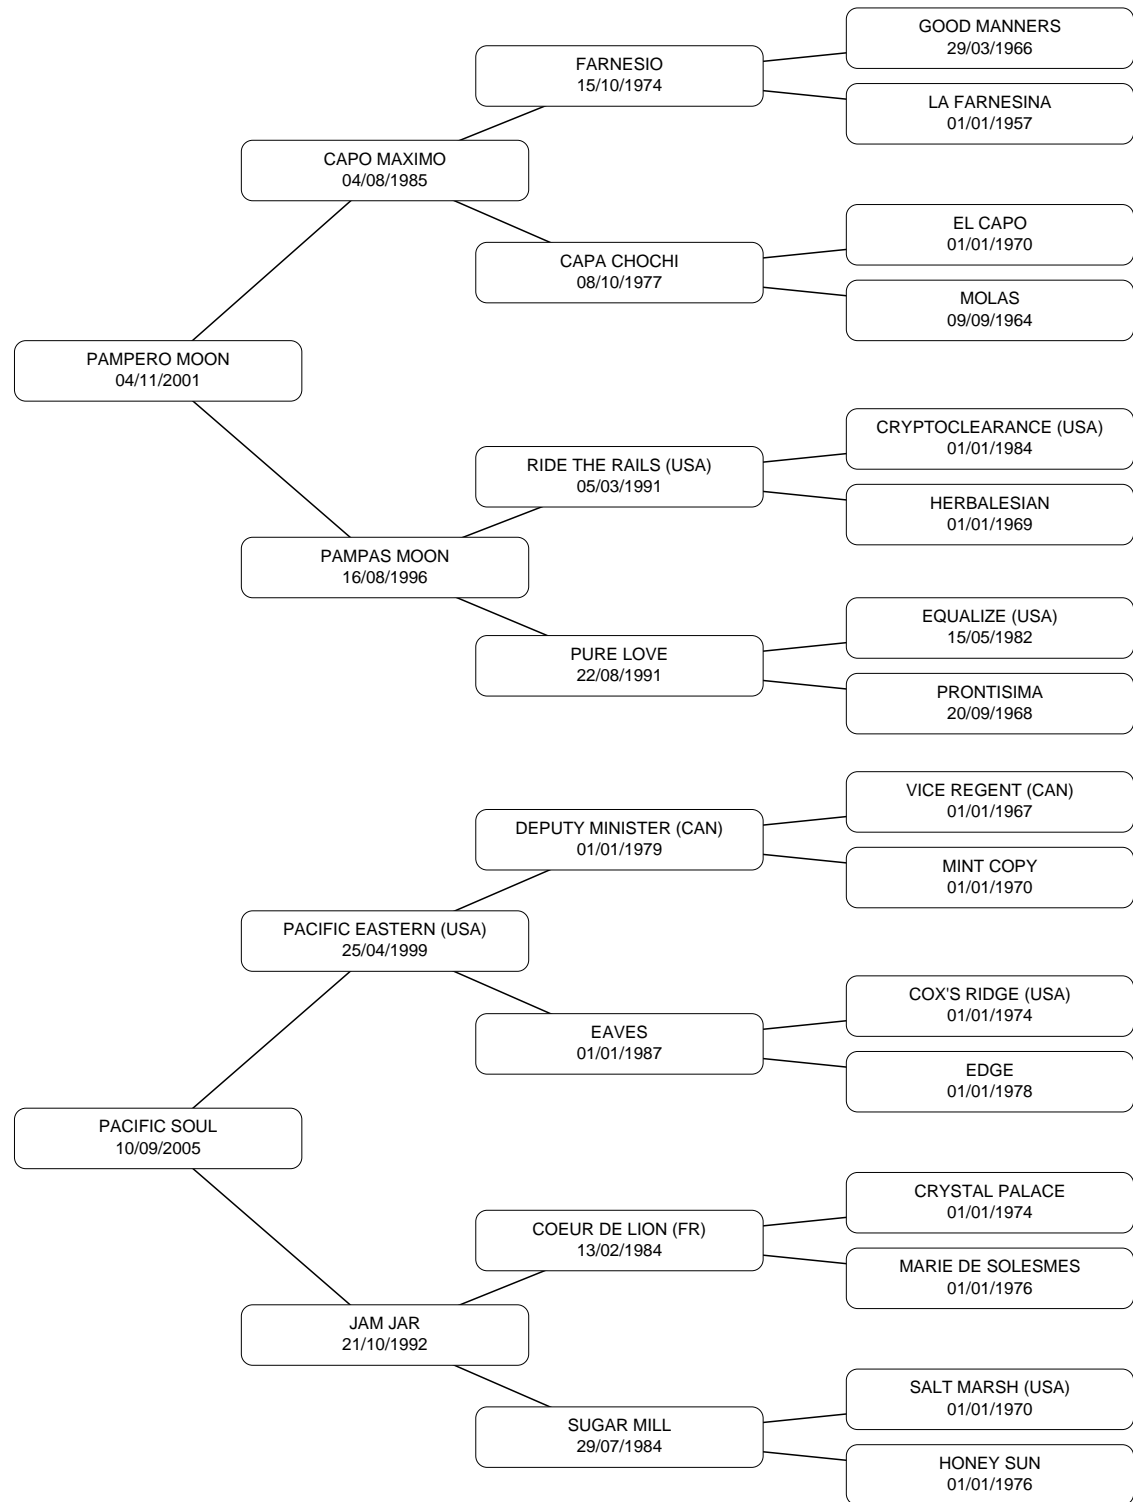 GOOD MANNERS
29/03/1966
FARNESIO
15/10/1974
LA FARNESINA
01/01/1957
CAPO MAXIMO
04/08/1985
EL CAPO
01/01/1970
CAPA CHOCHI
08/10/1977
MOLAS
09/09/1964
PAMPERO MOON
04/11/2001
CRYPTOCLEARANCE (USA)
01/01/1984
RIDE THE RAILS (USA)
05/03/1991
HERBALESIAN
01/01/1969
PAMPAS MOON
16/08/1996
EQUALIZE (USA)
15/05/1982
PURE LOVE
22/08/1991
PRONTISIMA
20/09/1968
VICE REGENT (CAN)
01/01/1967
DEPUTY MINISTER (CAN)
01/01/1979
MINT COPY
01/01/1970
PACIFIC EASTERN (USA)
25/04/1999
COX'S RIDGE (USA)
01/01/1974
EAVES
01/01/1987
EDGE
01/01/1978
PACIFIC SOUL
10/09/2005
CRYSTAL PALACE
01/01/1974
COEUR DE LION (FR)
13/02/1984
MARIE DE SOLESMES
01/01/1976
JAM JAR
21/10/1992
SALT MARSH (USA)
01/01/1970
SUGAR MILL
29/07/1984
HONEY SUN
01/01/1976